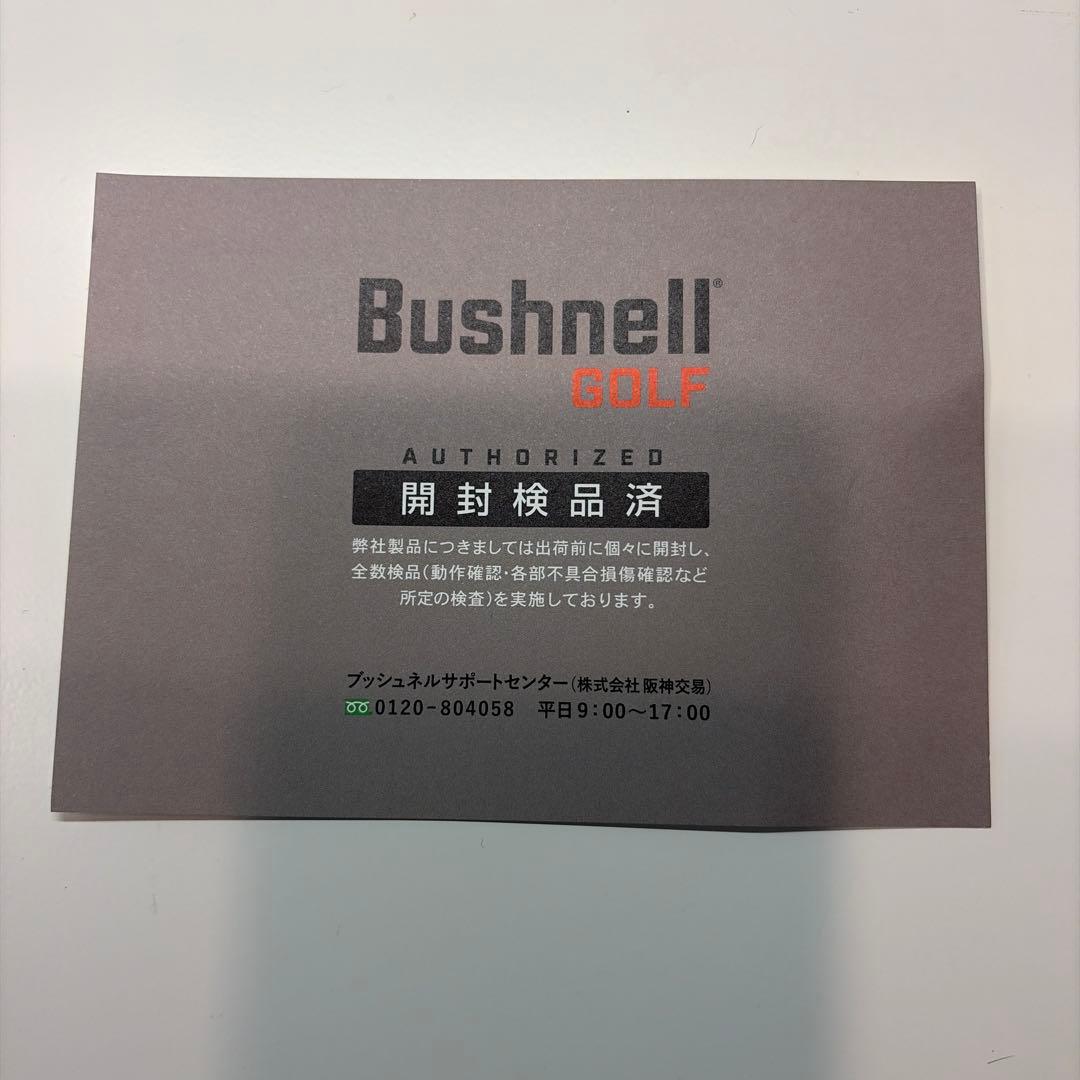 Bushnell®
GOLF
AUTHORIZED
開封検品済
弊社製品につきましては出荷前に個々に開封し、
全数検品(動作確認・各部不具合損傷確認など
所定の検査)を実施しております。
ブッシュネルサポートセンター(株式会社 阪神交易)
0120-804058 平日9:00〜17:00